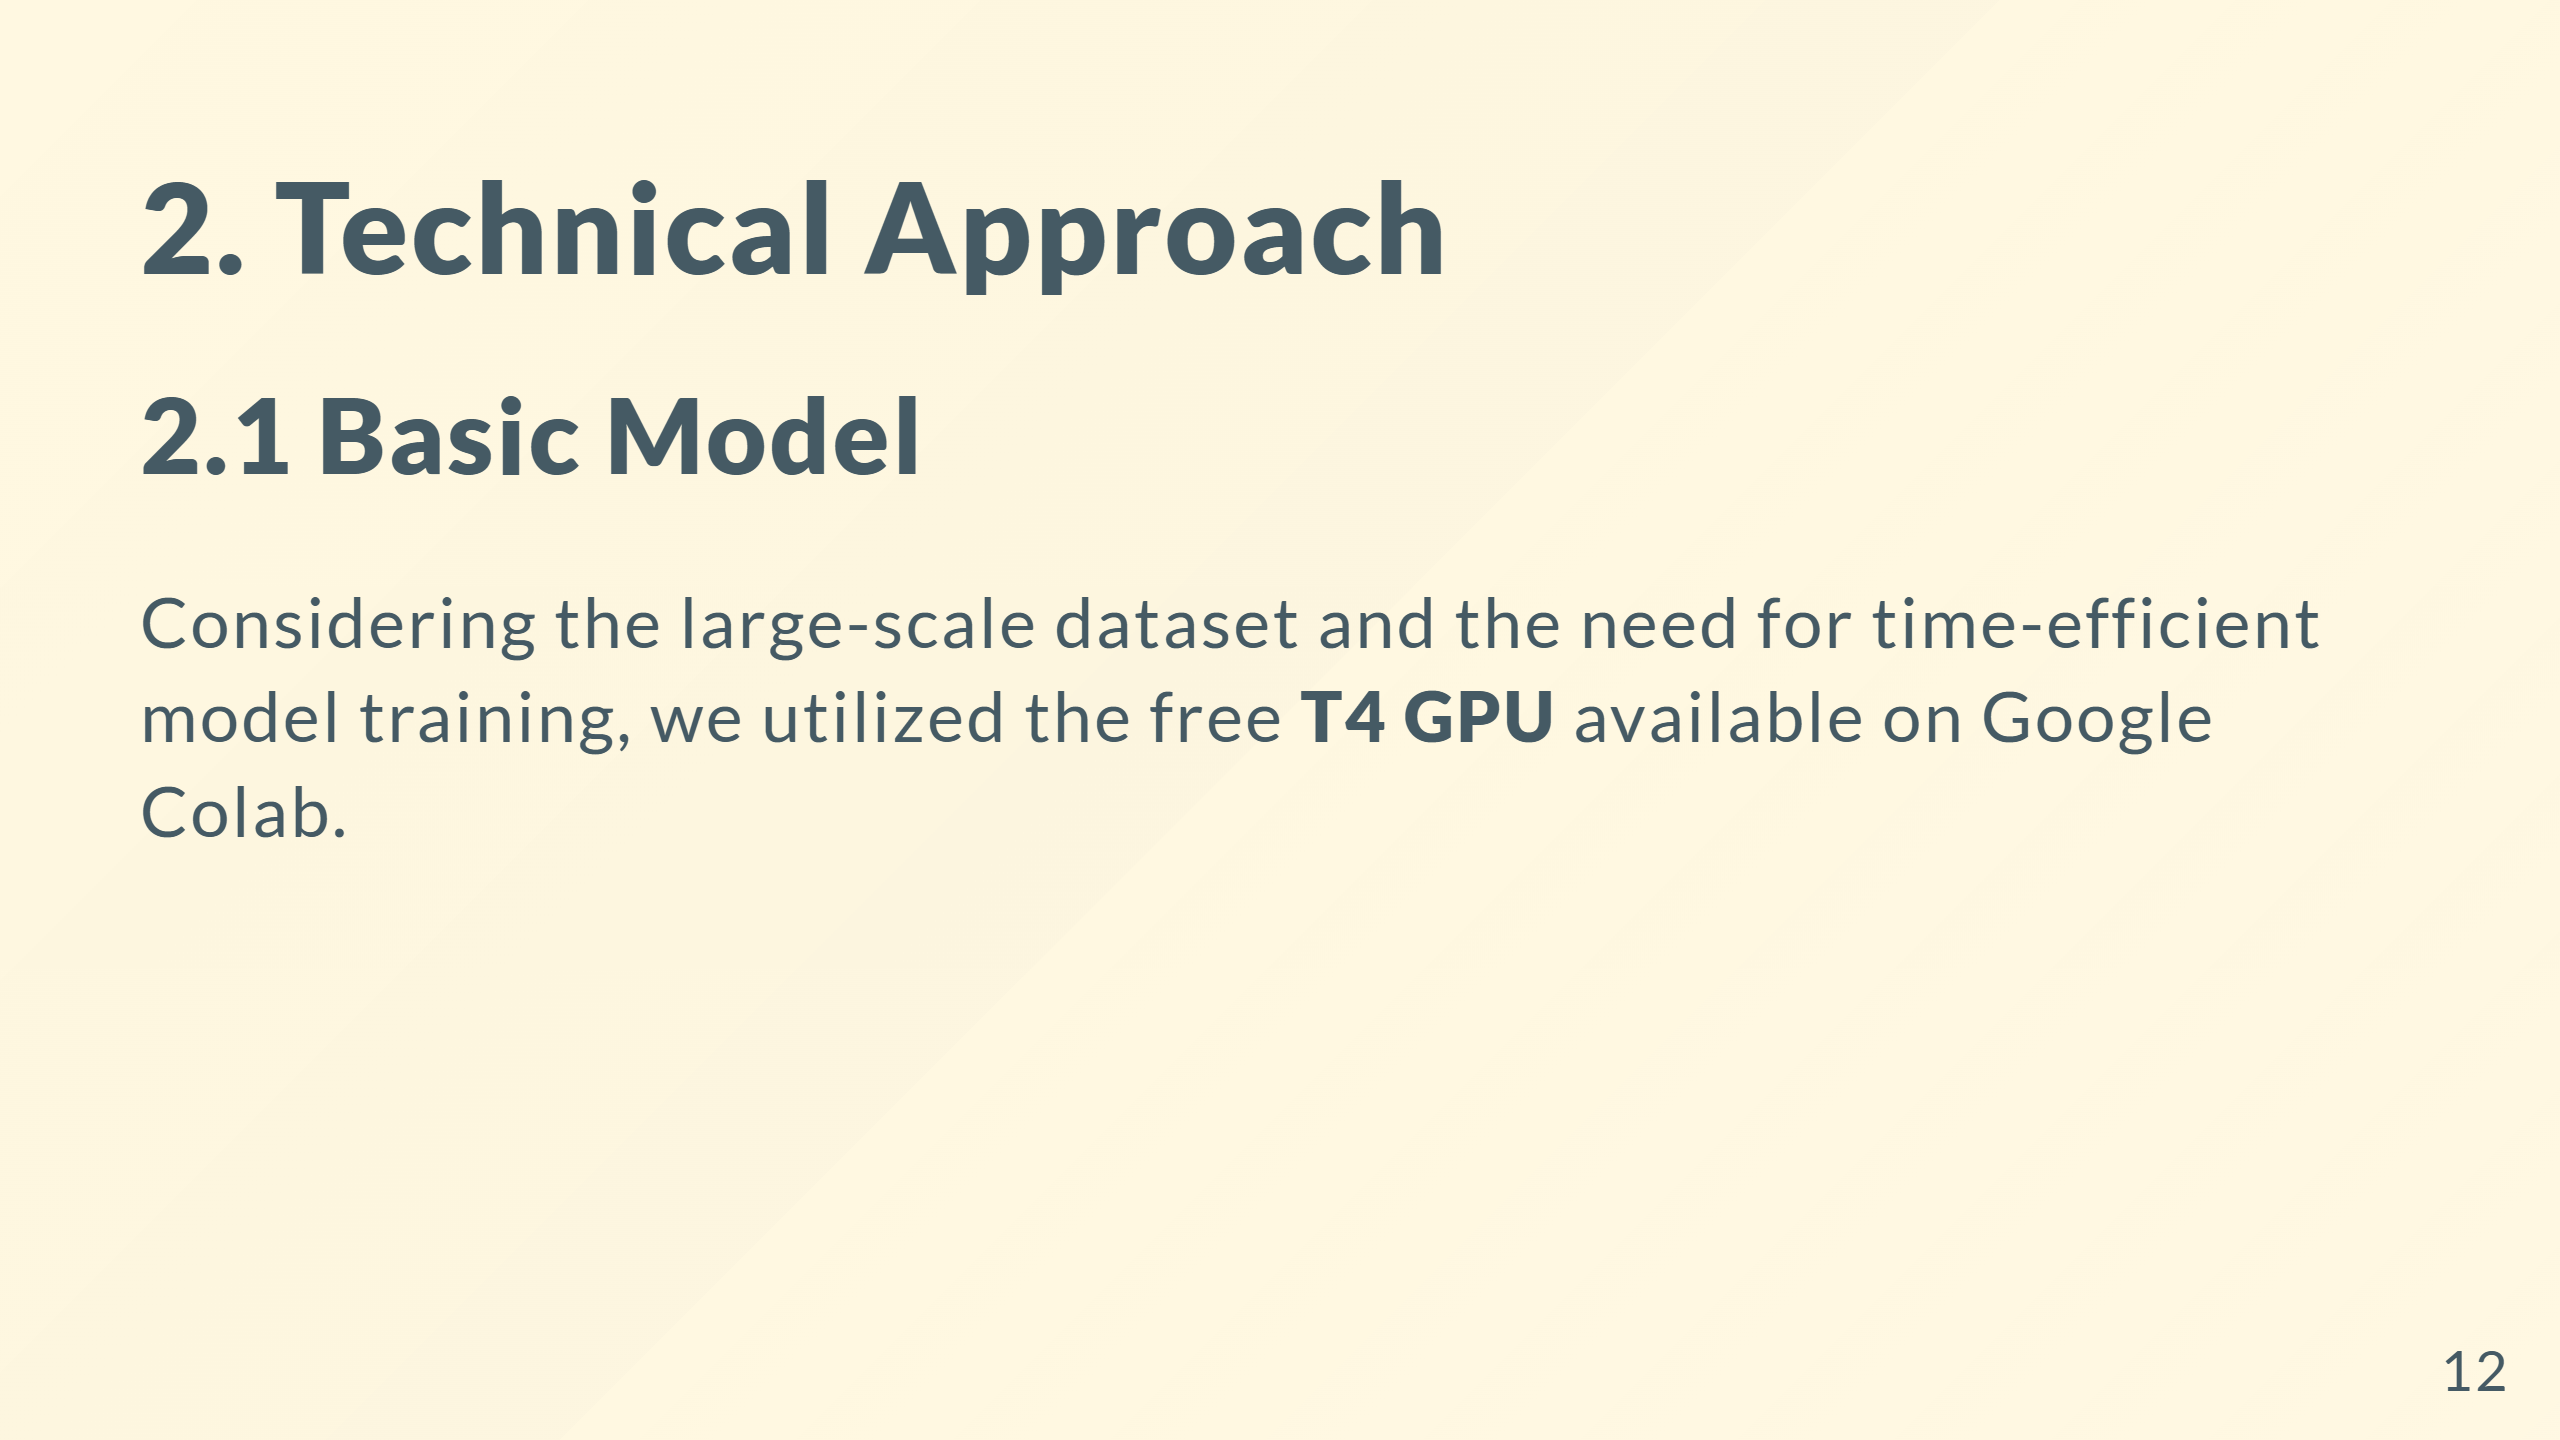 2. Technical Approach
2.1 Basic Model
Considering the large-scale dataset and the need for time-efficient
model training, we utilized the free T4 GPU available on Google
Colab.
12